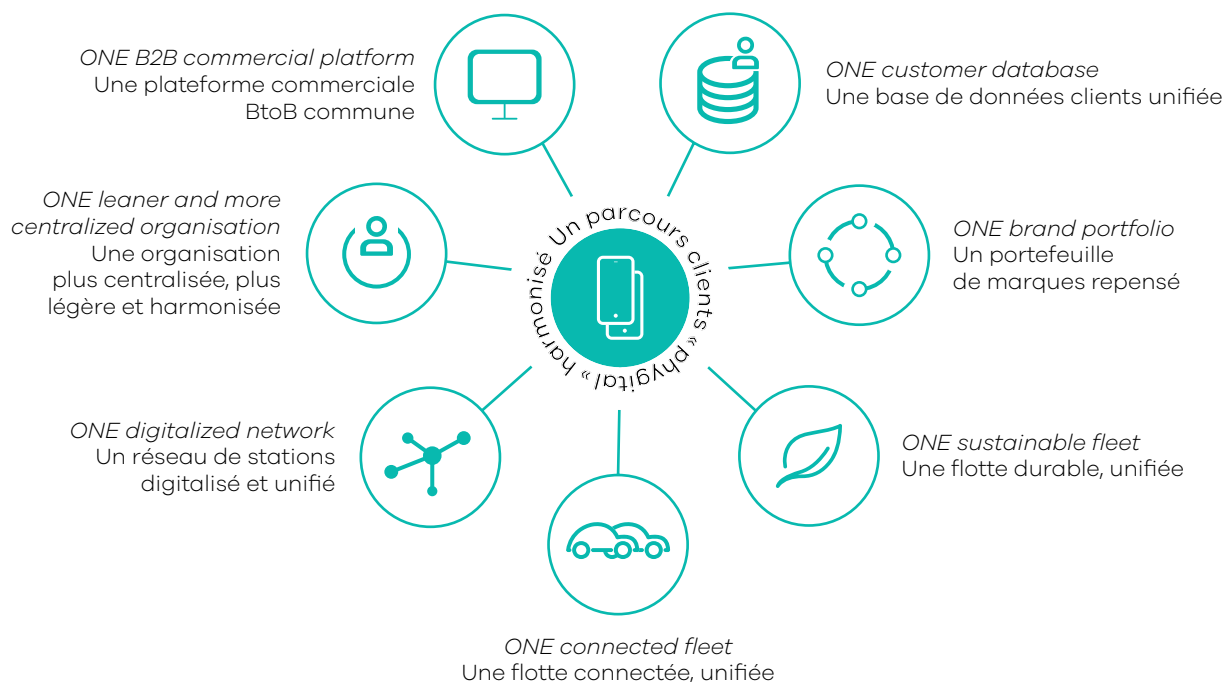 ONE B2B commercial platform
Une plateforme commerciale
BtoB commune
ONE customer database
Une base de données clients unifiée
ONE leaner and more
centralized organisation
Une organisation
plus centralisée, plus
légère et harmonisée
Un parcours clients « phygital » harmonisé
ONE brand portfolio
Un portefeuille
de marques repensé
ONE digitalized network
Un réseau de stations
digitalisé et unifié
ONE sustainable fleet
Une flotte durable, unifiée
ONE connected fleet
Une flotte connectée, unifiée